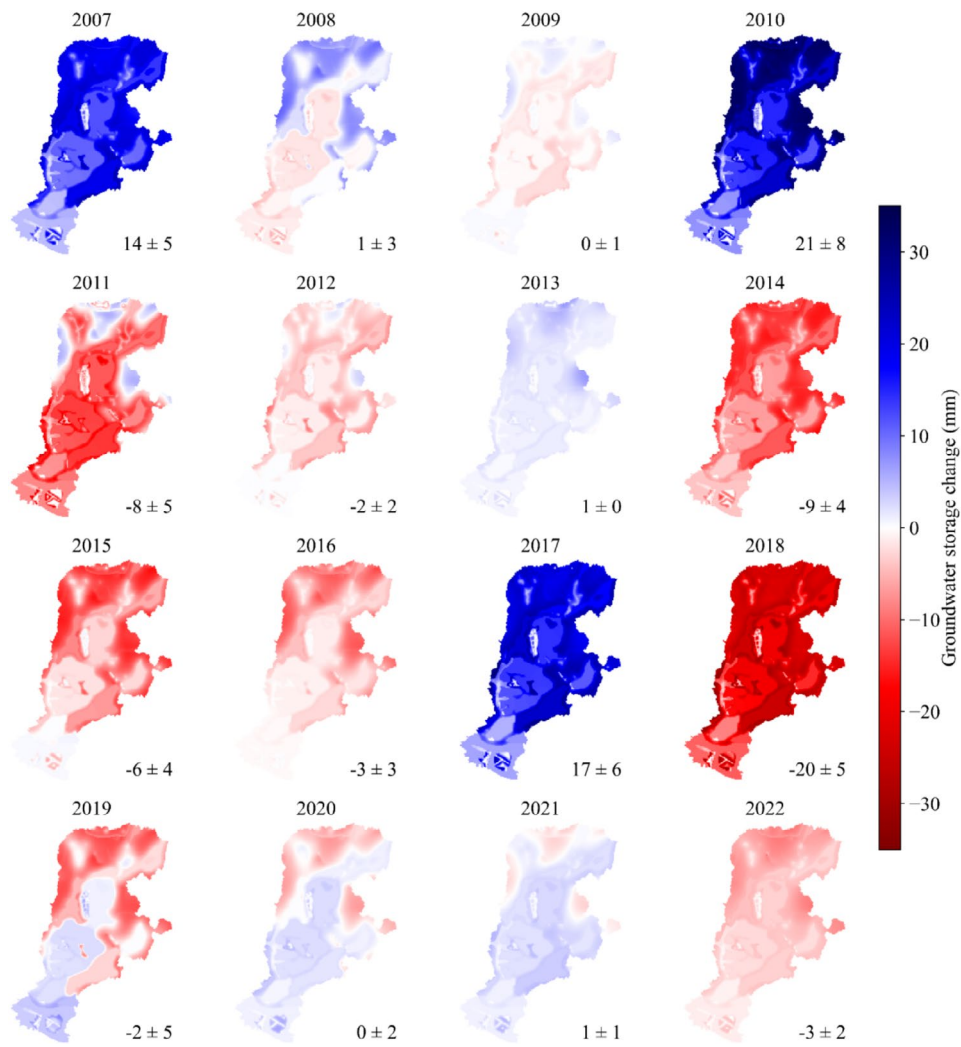 2007 2008 2009 2010
14 ± 5 1 ± 3 0 ± 1 21 ± 8
2011 2012 2013 2014
-8 ± 5 -2 ± 2 1 ± 0 -9 ± 4
2015 2016 2017 2018
-6 ± 4 -3 ± 3 17 ± 6 -20 ± 5
2019 2020 2021 2022
-2 ± 5 0 ± 2 1 ± 1 -3 ± 2
30
20
10
0
−10
−20
−30
Groundwater storage change (mm)